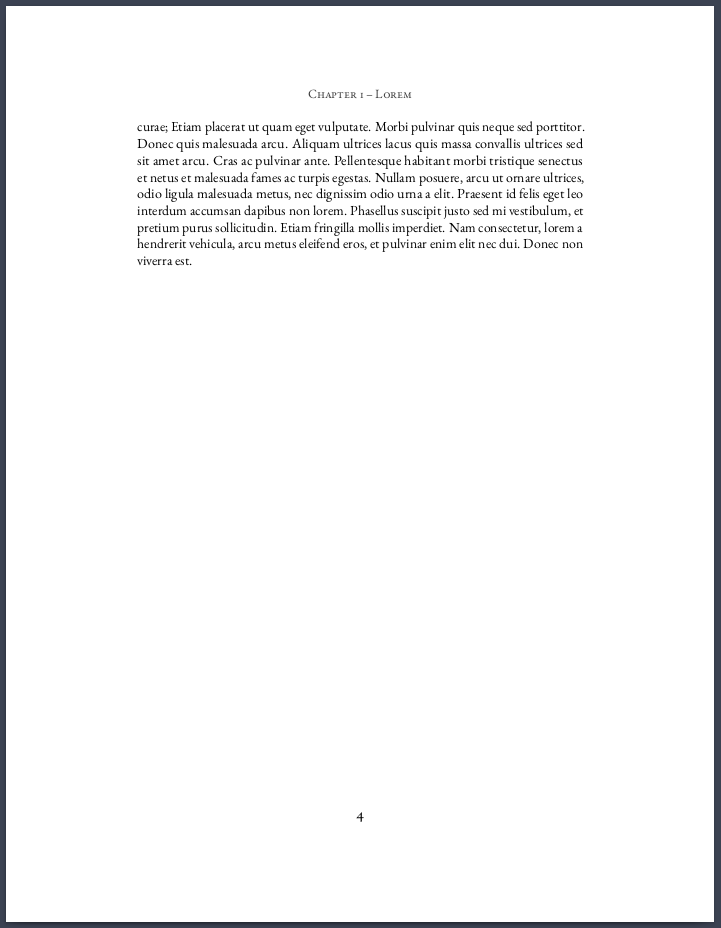 Chapter 1 – Lorem
curae; Etiam placerat ut quam eget vulputate. Morbi pulvinar quis neque sed porttitor.
Donec quis malesuada arcu. Aliquam ultrices lacus quis massa convallis ultrices sed
sit amet arcu. Cras ac pulvinar ante. Pellentesque habitant morbi tristique senectus
et netus et malesuada fames ac turpis egestas. Nullam posuere, arcu ut ornare ultrices,
odio ligula malesuada metus, nec dignissim odio urna a elit. Praesent id felis eget leo
interdum accumsan dapibus non lorem. Phasellus suscipit justo sed mi vestibulum, et
pretium purus sollicitudin. Etiam fringilla mollis imperdiet. Nam consectetur, lorem a
hendrerit vehicula, arcu metus eleifend eros, et pulvinar enim elit nec dui. Donec non
viverra est.
4